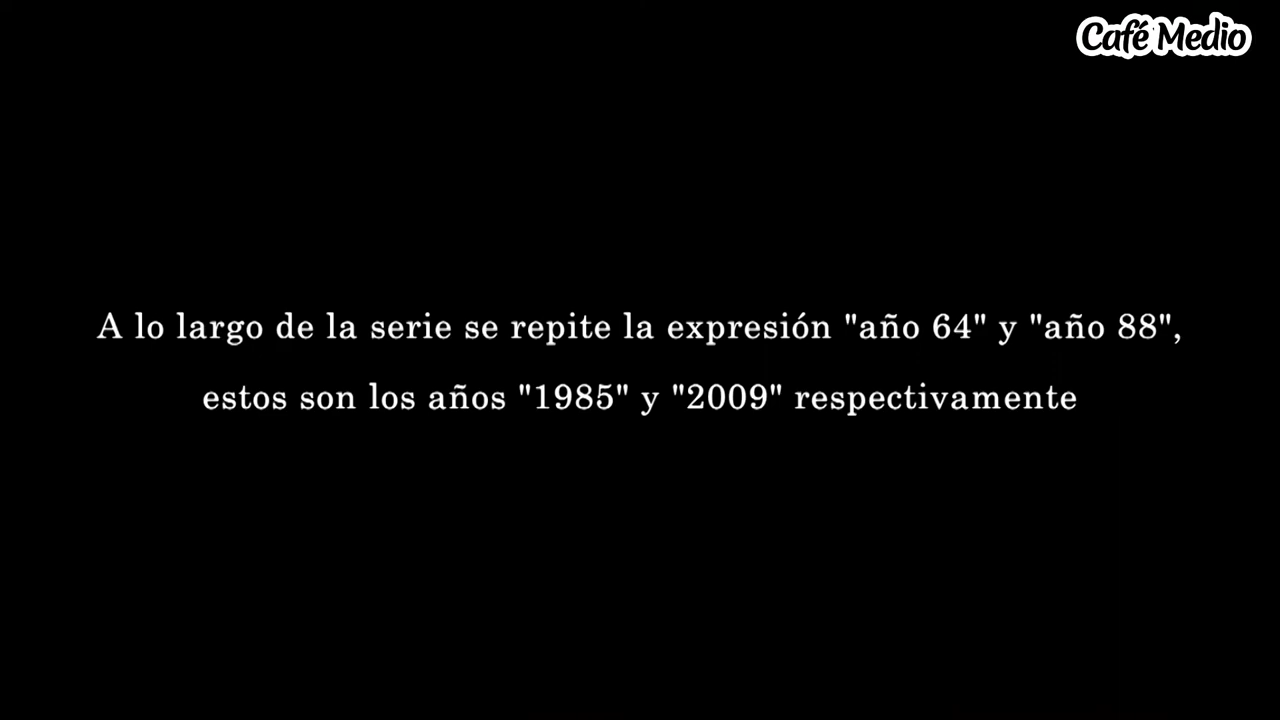 Café Medio
A lo largo de la serie se repite la expresión "año 64" y "año 88",
estos son los años "1985" y "2009" respectivamente